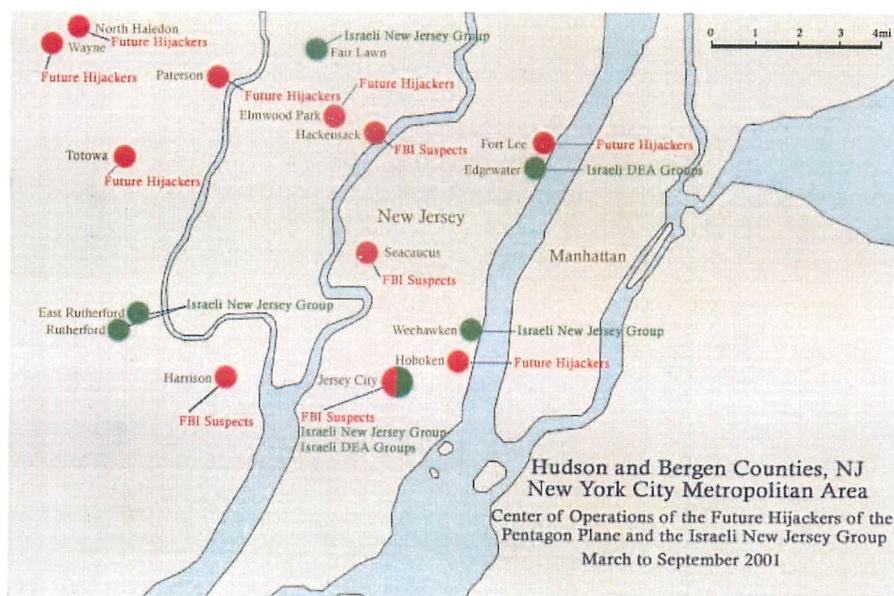 North Haledon
Future Hijackers
Wayne
Future Hijackers
Israeli New Jersey Group
Fair Lawn
0 1 2 3 4mi
Paterson
Future Hijackers
Future Hijackers
Elmwood Park
Hackensack
FBI Suspects
Fort Lee
Future Hijackers
Edgewater
Israeli DEA Groups
Totowa
Future Hijackers
New Jersey
Manhattan
Seacaucus
FBI Suspects
East Rutherford
Israeli New Jersey Group
Rutherford
Weehawken
Israeli New Jersey Group
Hoboken
Future Hijackers
Harrison
FBI Suspects
Jersey City
FBI Suspects
Israeli New Jersey Group
Israeli DEA Groups
Hudson and Bergen Counties, NJ
New York City Metropolitan Area
Center of Operations of the Future Hijackers of the
Pentagon Plane and the Israeli New Jersey Group
March to September 2001